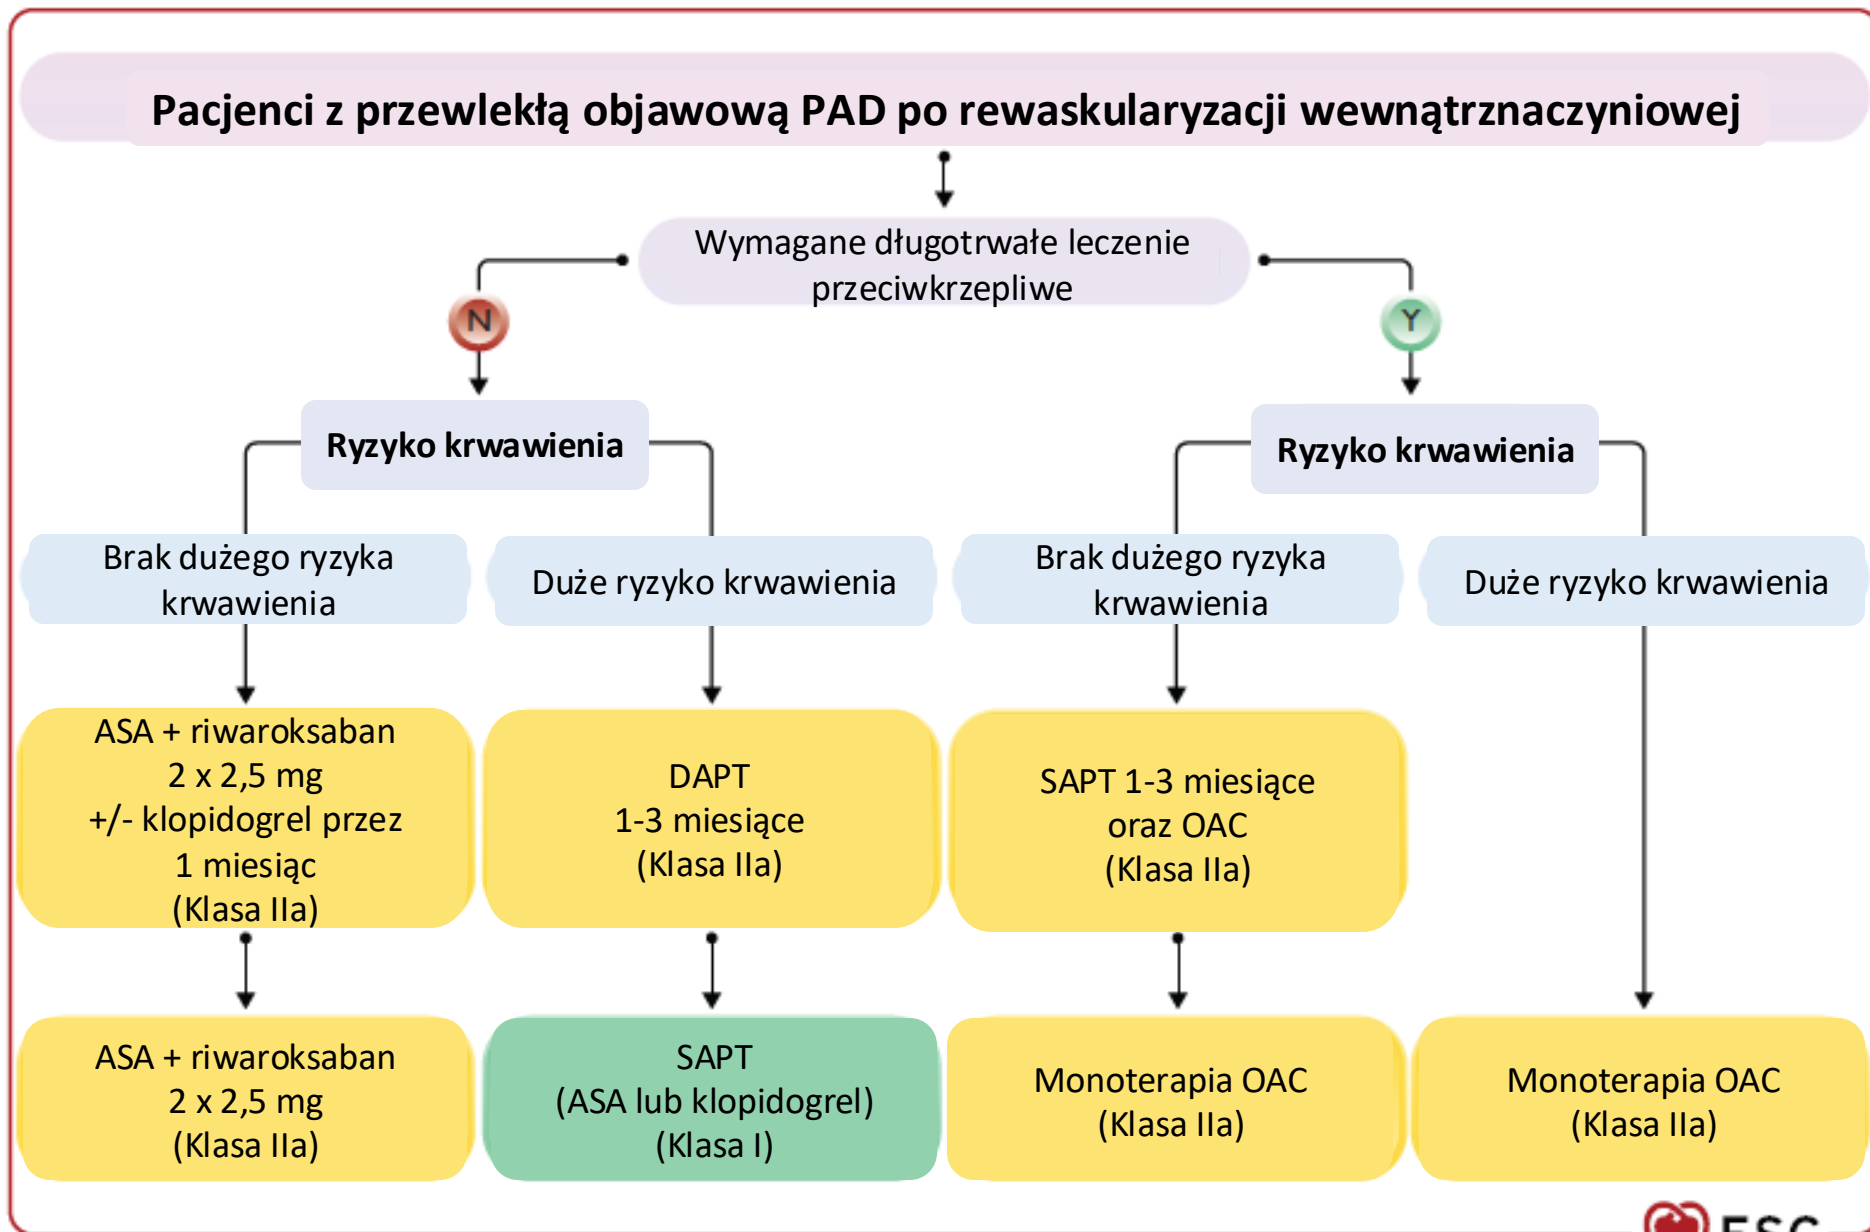 Pacjenci z przewlekłą objawową PAD po rewaskularyzacji wewnątrznaczyniowej
Wymagane długotrwałe leczenie
przeciwkrzepliwe
N
Y
Ryzyko krwawienia
Ryzyko krwawienia
Brak dużego ryzyka
krwawienia
Duże ryzyko krwawienia
Brak dużego ryzyka
krwawienia
Duże ryzyko krwawienia
ASA + riwaroksaban
2 x 2,5 mg
+/- klopidogrel przez
1 miesiąc
(Klasa IIa)
DAPT
1-3 miesiące
(Klasa IIa)
SAPT 1-3 miesiące
oraz OAC
(Klasa IIa)
ASA + riwaroksaban
2 x 2,5 mg
(Klasa IIa)
SAPT
(ASA lub klopidogrel)
(Klasa I)
Monoterapia OAC
(Klasa IIa)
Monoterapia OAC
(Klasa IIa)
ESC